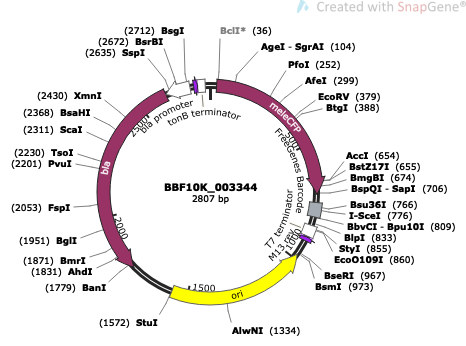 Created with SnapGene®
(2712) BsgI
(2672) BsrBI
(2635) SspI
BclI* (36)
AgeI - SgrAI (104)
PfoI (252)
AfeI (299)
EcoRV (379)
BtgI (388)
(2430) XmnI
(2368) BsaHI
(2311) ScaI
(2230) TsoI
(2201) PvuI
(2053) FspI
(1951) BglI
(1871) BmrI
(1831) AhdI
(1779) BanI
(1572) StuI
AccI (654)
BstZ17I (655)
BmgBI (674)
BspQI - SapI (706)
Bsu36I (766)
I-SceI (776)
BbvCI - Bpu10I (809)
BlpI (833)
StyI (855)
EcoO109I (860)
BseRI (967)
BsmI (973)
AlwNI (1334)
bla promoter
tonB terminator
meleCFP
FreeGenes Barcode
T7 terminator
M13 rev
ori
bla
500
1000
1500
2000
2500
BBF10K_003344
2807 bp